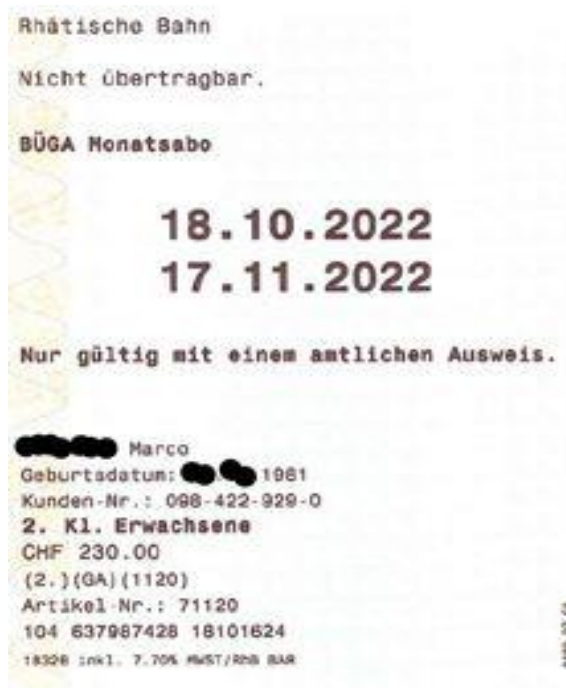 Rhätische Bahn
Nicht übertragbar.
BÜGA Monatsabo
18.10.2022
17.11.2022
Nur gültig mit einem amtlichen Ausweis.
Marco
Geburtsdatum: 1981
Kunden-Nr.: 098-422-929-0
2. Kl. Erwachsene
CHF 230.00
(2.)(GA)(1120)
Artikel-Nr.: 71120
104 637987428 18101624
18328 inkl. 7.70% MWST/RhB BAR